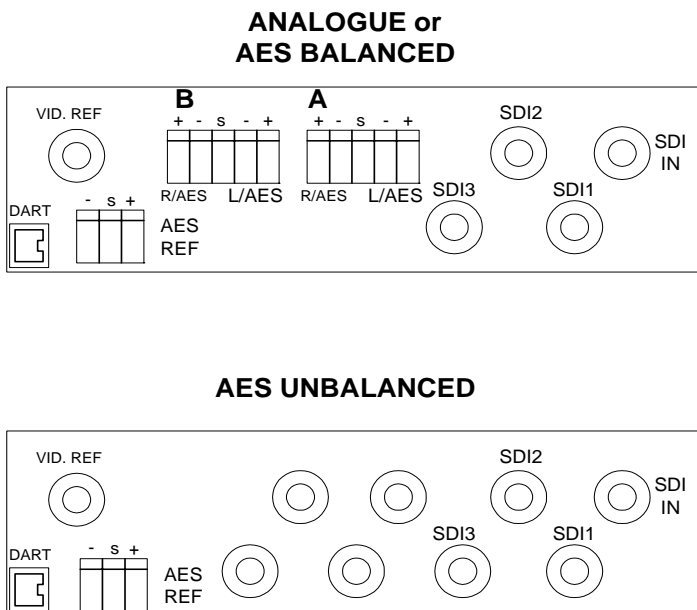 ANALOGUE or
AES BALANCED
B A
VID. REF + - s - + + - s - + SDI2
SDI
IN
R/AES L/AES R/AES L/AES SDI3 SDI1
DART - s +
AES
REF
AES UNBALANCED
VID. REF SDI2
SDI
IN
SDI3 SDI1
DART - s +
AES
REF